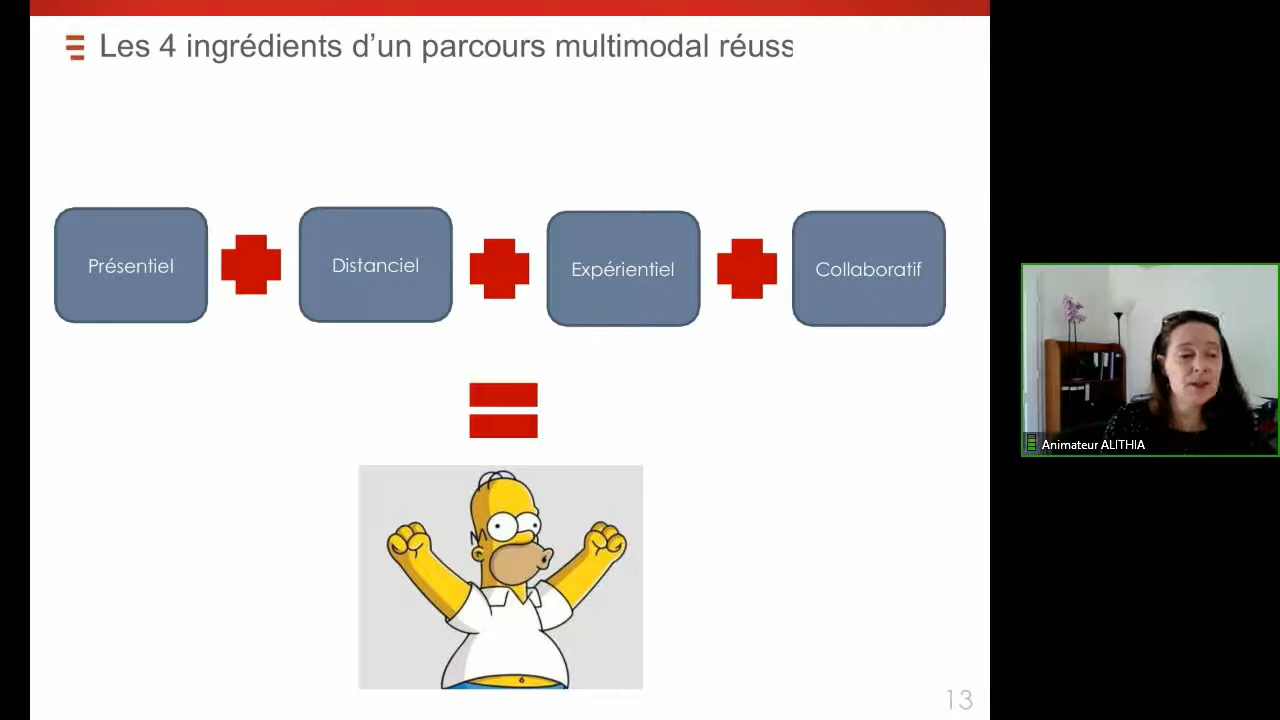 Les 4 ingrédients d’un parcours multimodal réuss
Présentiel
Distanciel
Expérientiel
Collaboratif
Animateur ALITHIA
13